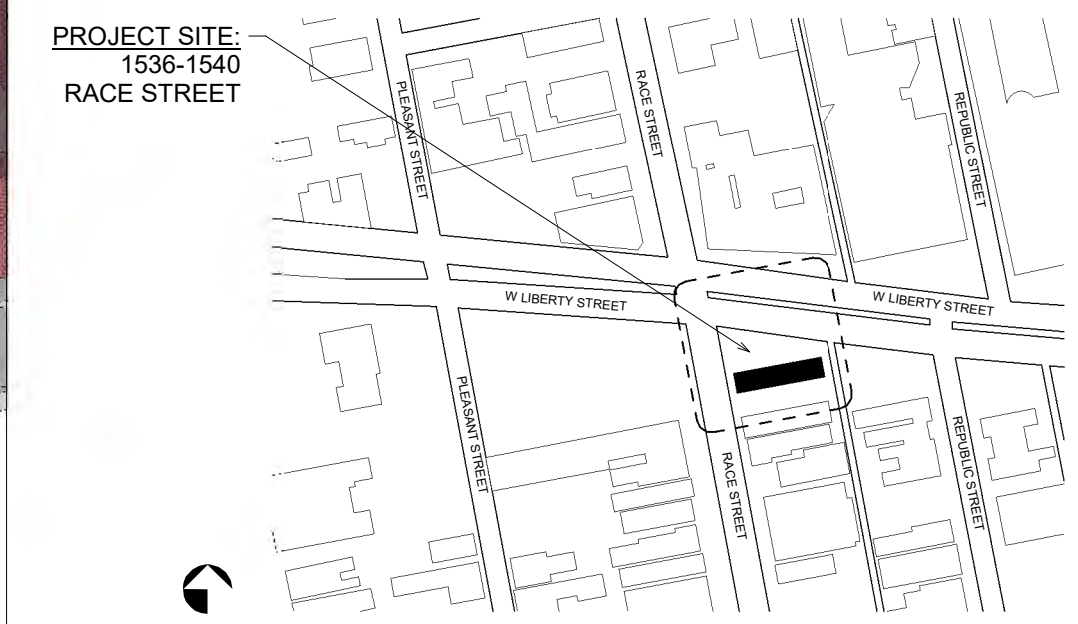 PROJECT SITE:
1536-1540
RACE STREET
PLEASANT STREET
RACE STREET
REPUBLIC STREET
W LIBERTY STREET
W LIBERTY STREET
PLEASANT STREET
RACE STREET
REPUBLIC STREET